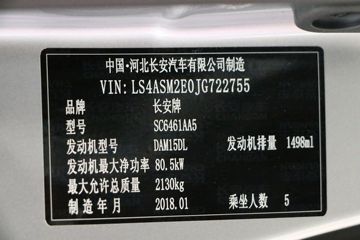 中国·河北长安汽车有限公司制造
VIN: LS4ASM2E0JG722755
品牌 长安牌
型号 SC6461AA5
发动机型号 DAM15DL 发动机排量 1498ml
发动机最大净功率 80.5kW
最大允许总质量 2130kg
制造年月 2018.01 乘坐人数 5